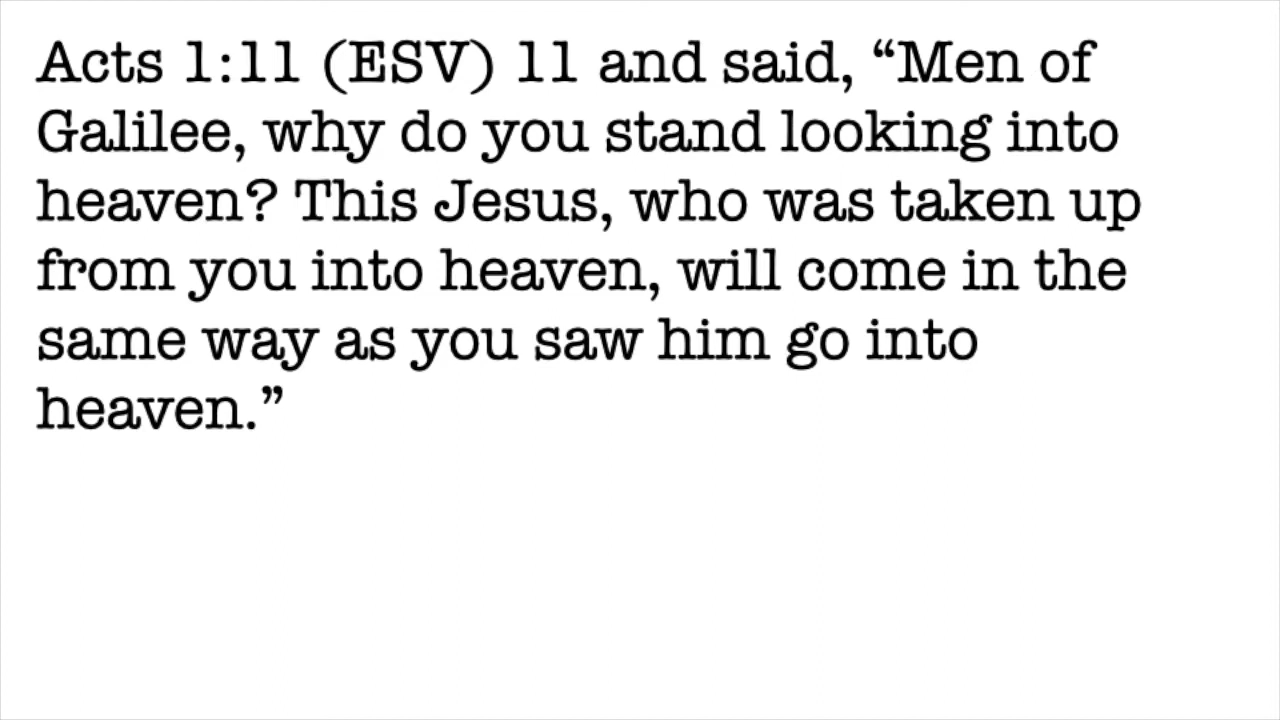 Acts 1:11 (ESV) 11 and said, “Men of
Galilee, why do you stand looking into
heaven? This Jesus, who was taken up
from you into heaven, will come in the
same way as you saw him go into
heaven.”